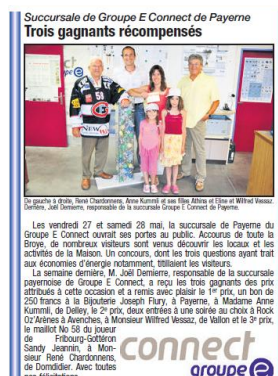 Succursale de Groupe E Connect de Payerne
Trois gagnants récompensés
De gauche à droite, René Chardonnens, Anne Kummli et ses filles Athina et Eline et Wilfred Vessaz.
Derrière, Joël Demierre, responsable de la succursale Groupe E Connect de Payerne.
Les vendredi 27 et samedi 28 mai, la succursale de Payerne du
Groupe E Connect ouvrait ses portes au public. Accourus de toute la
Broye, de nombreux visiteurs sont venus découvrir les locaux et les
activités de la Maison. Un concours, dont les trois questions ayant trait
aux économies d'énergie notamment, titillaient les visiteurs.
La semaine dernière, M. Joël Demierre, responsable de la succursale
payernoise de Groupe E Connect, a reçu les trois gagnants des prix
attribués à cette occasion et a remis avec plaisir le 1er prix, un bon de
250 francs à la Bijouterie Joseph Flury, à Payerne, à Madame Anne
Kummli, de Delley, le 2e prix, deux entrées à une soirée au choix à Rock
Oz'Arènes à Avenches, à Monsieur Wilfred Vessaz, de Vallon et le 3e prix,
le maillot No 58 du joueur
de Fribourg-Gottéron
Sandy Jeannin, à Mon-
sieur René Chardonnens,
de Domdidier. Avec toutes
connect
groupe e